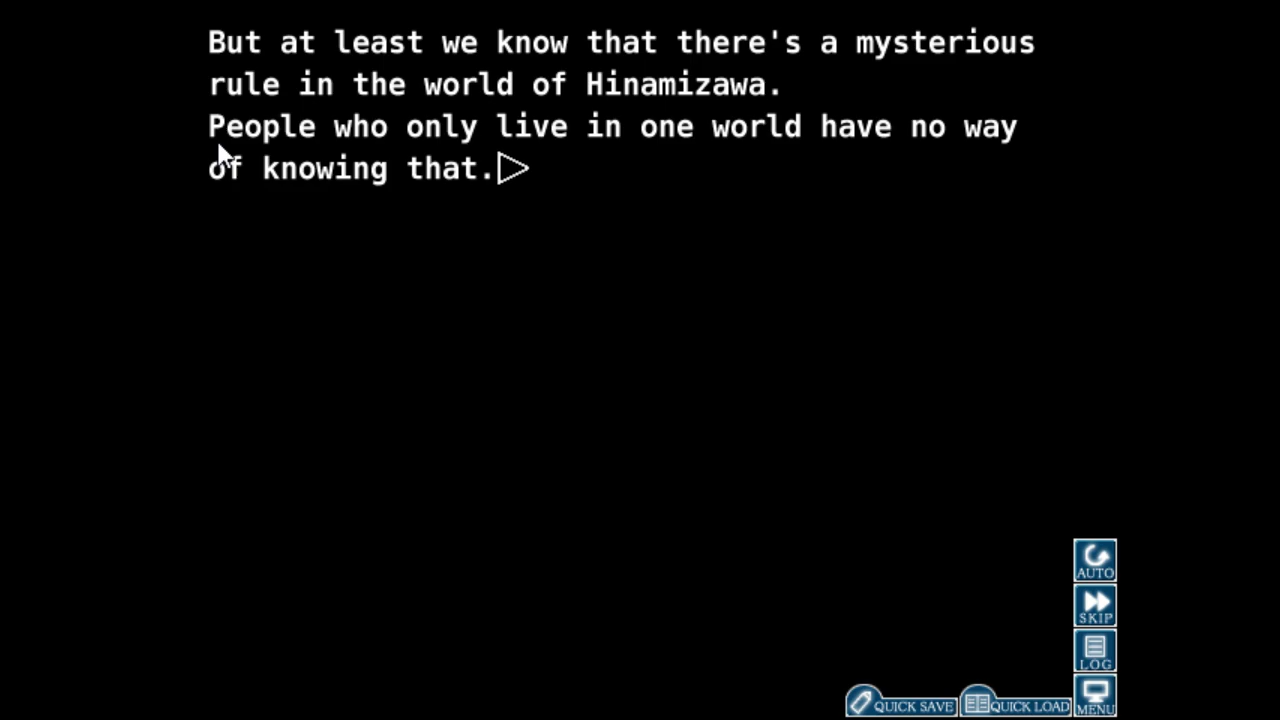 But at least we know that there's a mysterious
rule in the world of Hinamizawa.
People who only live in one world have no way
of knowing that.
AUTO
SKIP
LOG
QUICK SAVE
QUICK LOAD
MENU